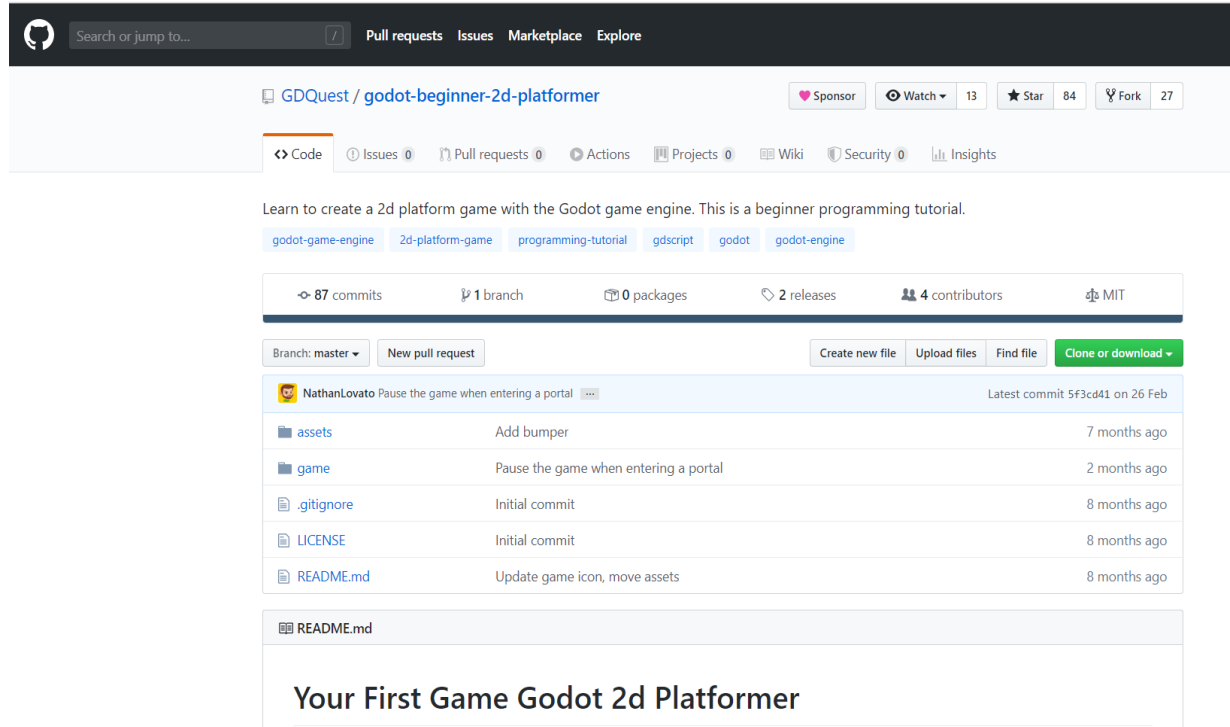 Search or jump to... / Pull requests Issues Marketplace Explore
GDQuest / godot-beginner-2d-platformer Sponsor Watch 13 Star 84 Fork 27
Code Issues 0 Pull requests 0 Actions Projects 0 Wiki Security 0 Insights
Learn to create a 2d platform game with the Godot game engine. This is a beginner programming tutorial.
godot-game-engine 2d-platform-game programming-tutorial gdscript godot godot-engine
87 commits 1 branch 0 packages 2 releases 4 contributors MIT
Branch: master New pull request Create new file Upload files Find file Clone or download
NathanLovato Pause the game when entering a portal ... Latest commit 5f3cd41 on 26 Feb
assets Add bumper 7 months ago
game Pause the game when entering a portal 2 months ago
.gitignore Initial commit 8 months ago
LICENSE Initial commit 8 months ago
README.md Update game icon, move assets 8 months ago
README.md
Your First Game Godot 2d Platformer